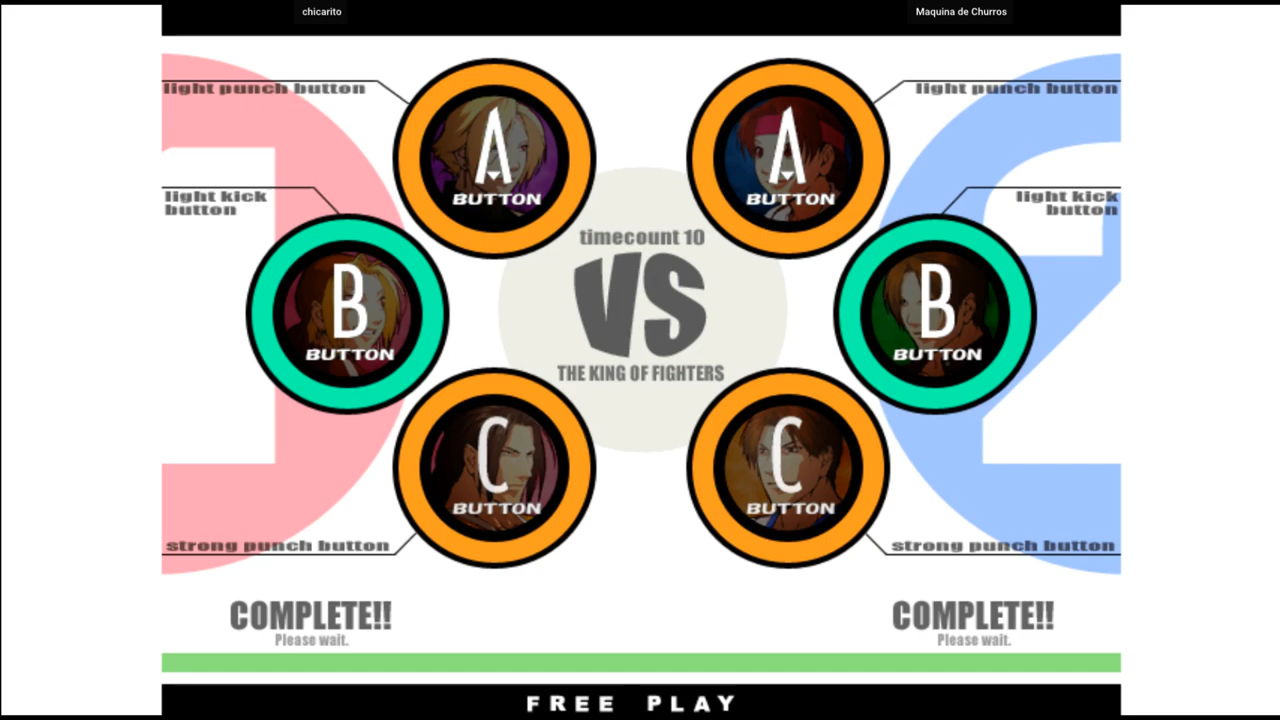 chicarito
Maquina de Churros
light punch button
light punch button
A
BUTTON
A
BUTTON
light kick
button
light kick
button
B
BUTTON
B
BUTTON
timecount 10
VS
THE KING OF FIGHTERS
C
BUTTON
C
BUTTON
strong punch button
strong punch button
COMPLETE!!
Please wait.
COMPLETE!!
Please wait.
FREE PLAY
1
2